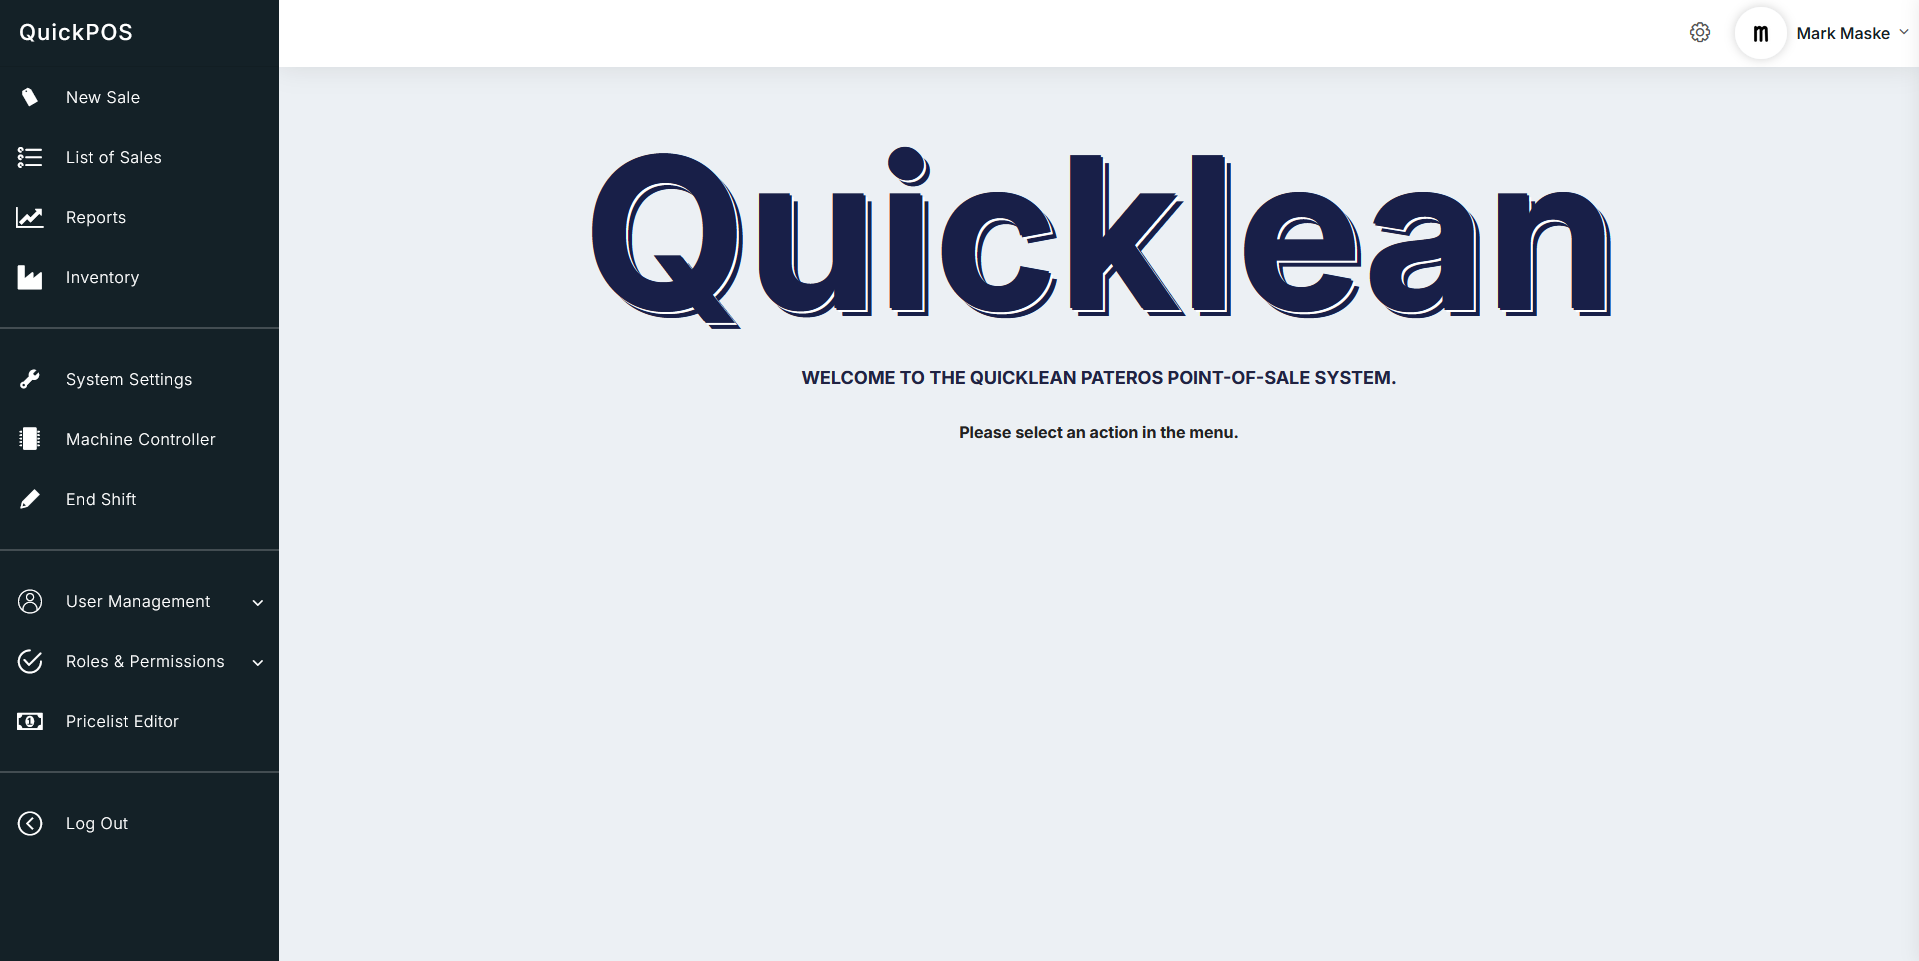 QuickPOS
New Sale
List of Sales
Reports
Inventory
System Settings
Machine Controller
End Shift
User Management
Roles & Permissions
Pricelist Editor
Log Out
m
Mark Maske
Quicklean
WELCOME TO THE QUICKLEAN PATEROS POINT-OF-SALE SYSTEM.
Please select an action in the menu.